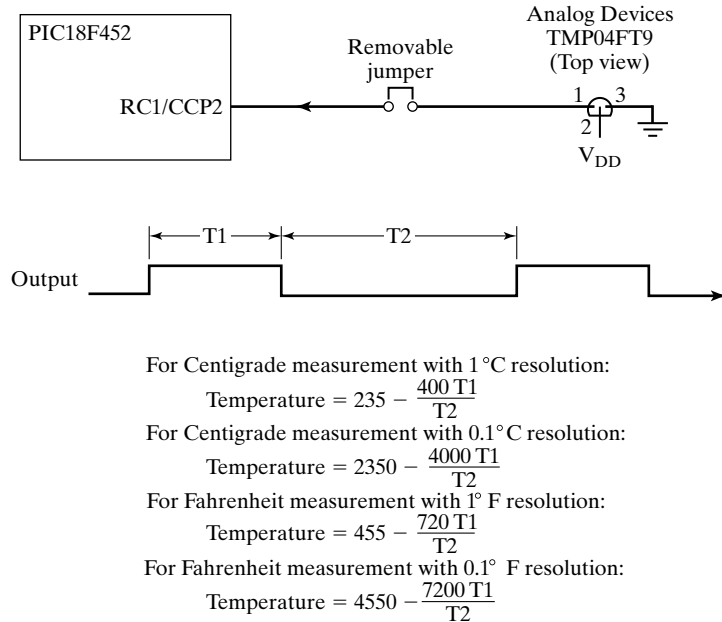 PIC18F452
RC1/CCP2
Removable
jumper
Analog Devices
TMP04FT9
(Top view)
1
3
2
V_DD
T1
T2
Output
For Centigrade measurement with 1 °C resolution:
Temperature = 235 − 400 T1 / T2
For Centigrade measurement with 0.1°C resolution:
Temperature = 2350 − 4000 T1 / T2
For Fahrenheit measurement with 1° F resolution:
Temperature = 455 − 720 T1 / T2
For Fahrenheit measurement with 0.1° F resolution:
Temperature = 4550 − 7200 T1 / T2